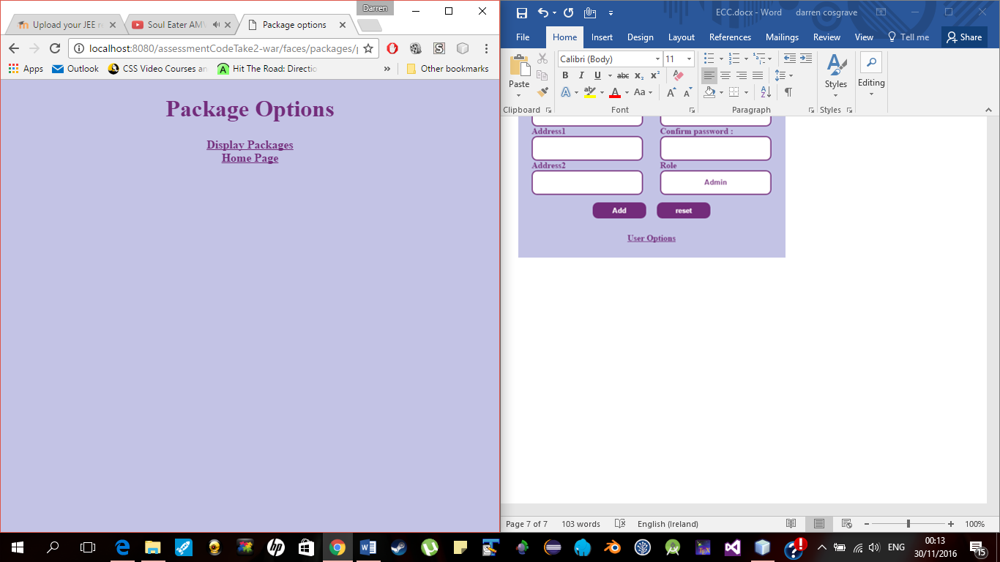 Darren
Upload your JEE re
Soul Eater AMV
Package options
localhost:8080/assessmentCodeTake2-war/faces/packages/p
Apps
Outlook
CSS Video Courses an
Hit The Road: Directio
»
Other bookmarks
Package Options
Display Packages
Home Page
ECC.docx - Word
darren cosgrave
File
Home
Insert
Design
Layout
References
Mailings
Review
View
Tell me
Share
Paste
Calibri (Body)
11
B I U abc x₂ x²
A ab A Aa A A
Styles
Editing
Clipboard
Font
Paragraph
Styles
Address1
Confirm password :
Address2
Role
Admin
Add
reset
User Options
Page 7 of 7
103 words
English (Ireland)
100%
ENG
00:13
30/11/2016
15